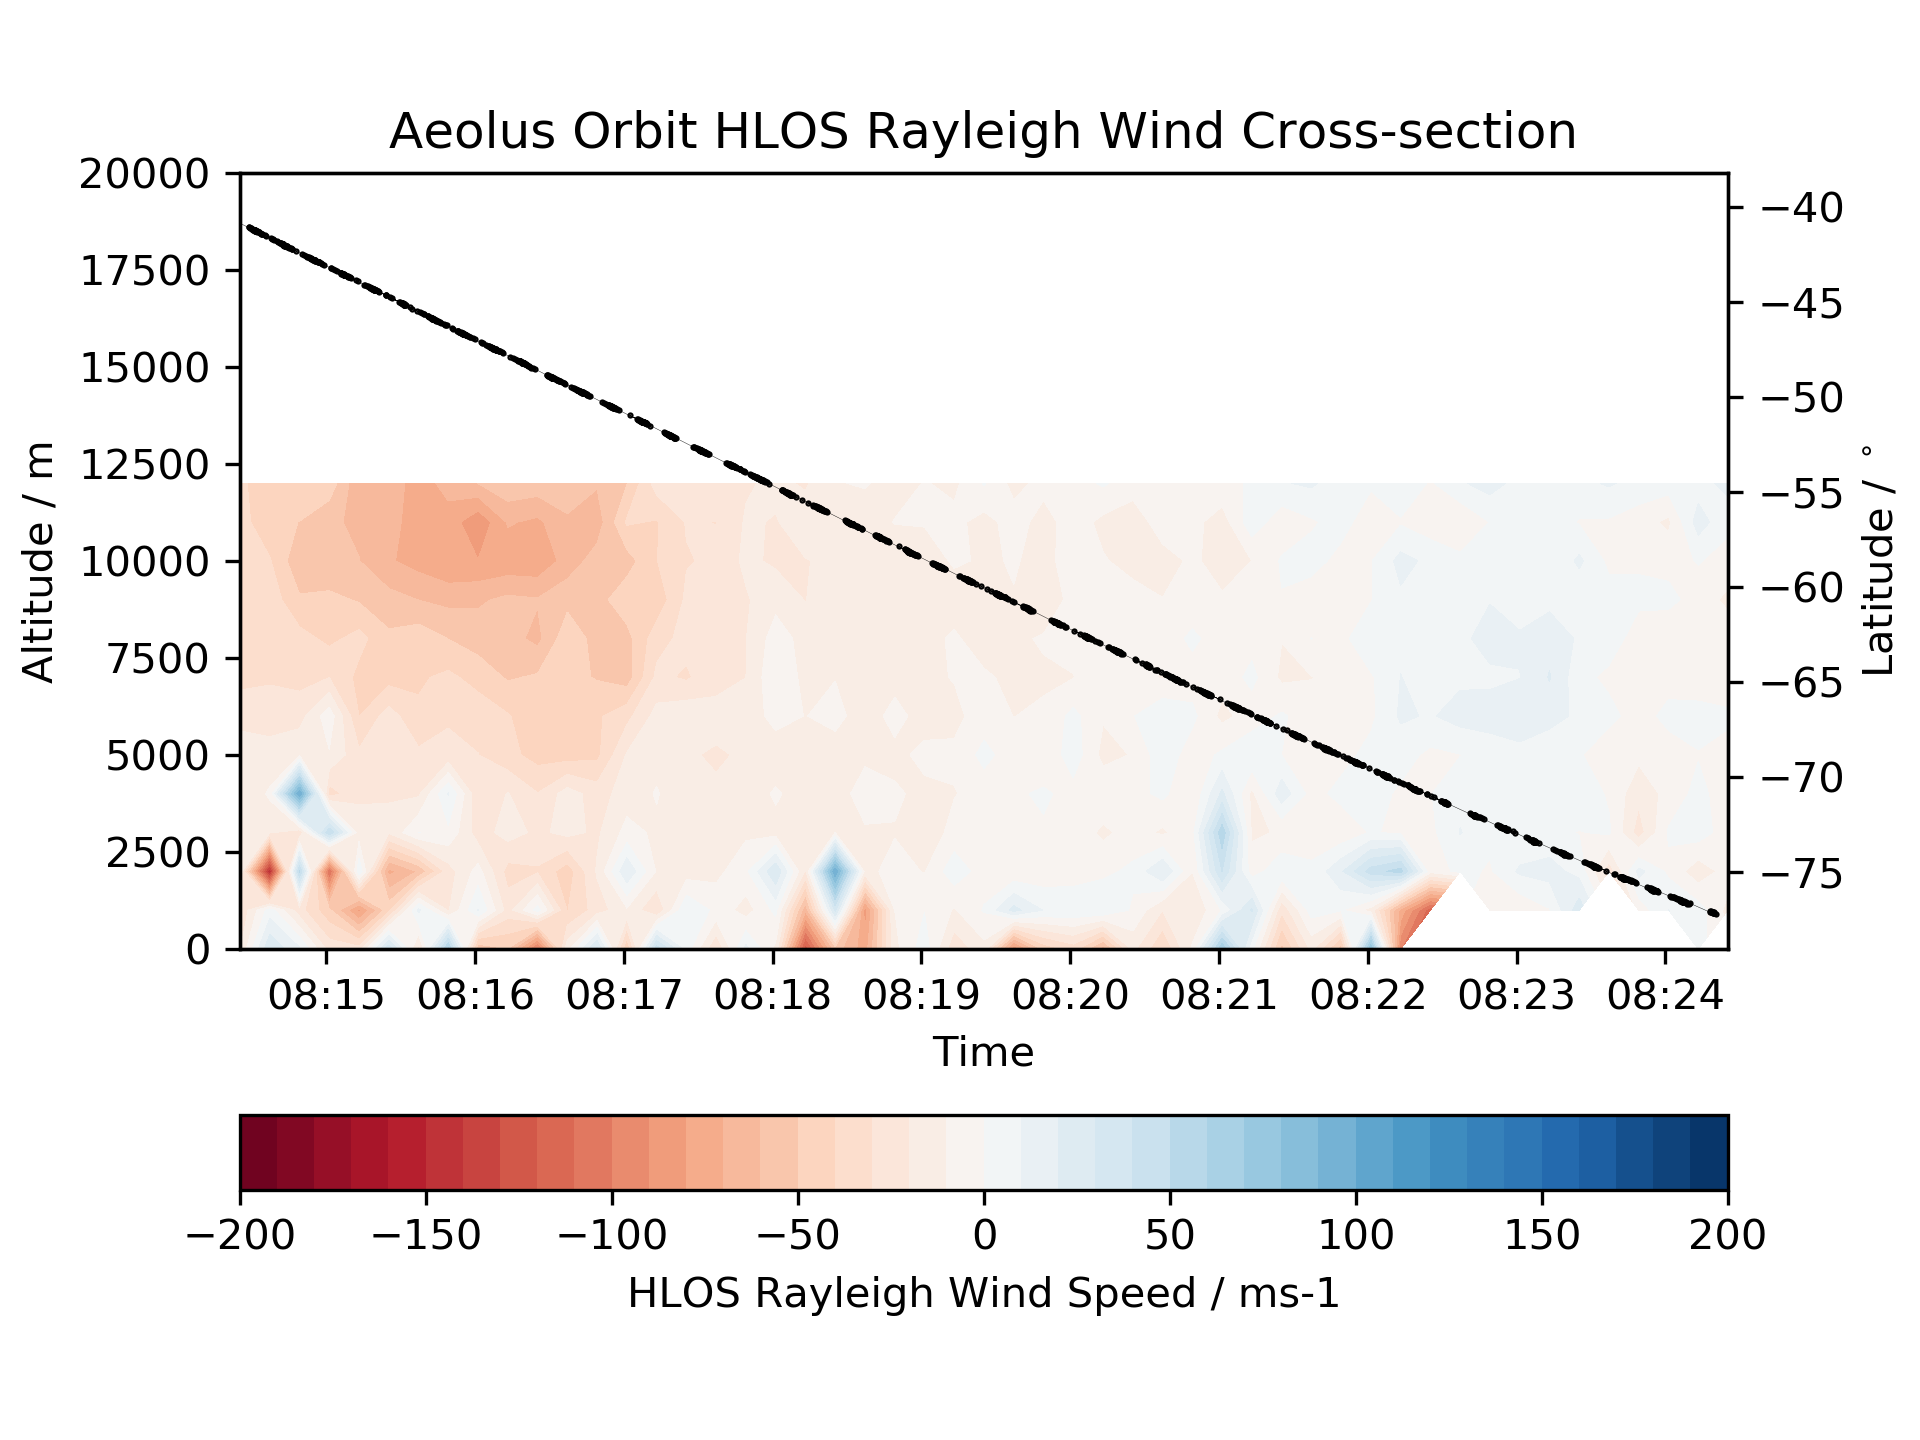 Aeolus Orbit HLOS Rayleigh Wind Cross-section
20000
17500
15000
12500
10000
7500
5000
2500
0
Altitude / m
−40
−45
−50
−55
−60
−65
−70
−75
Latitude / °
08:15 08:16 08:17 08:18 08:19 08:20 08:21 08:22 08:23 08:24
Time
−200 −150 −100 −50 0 50 100 150 200
HLOS Rayleigh Wind Speed / ms-1